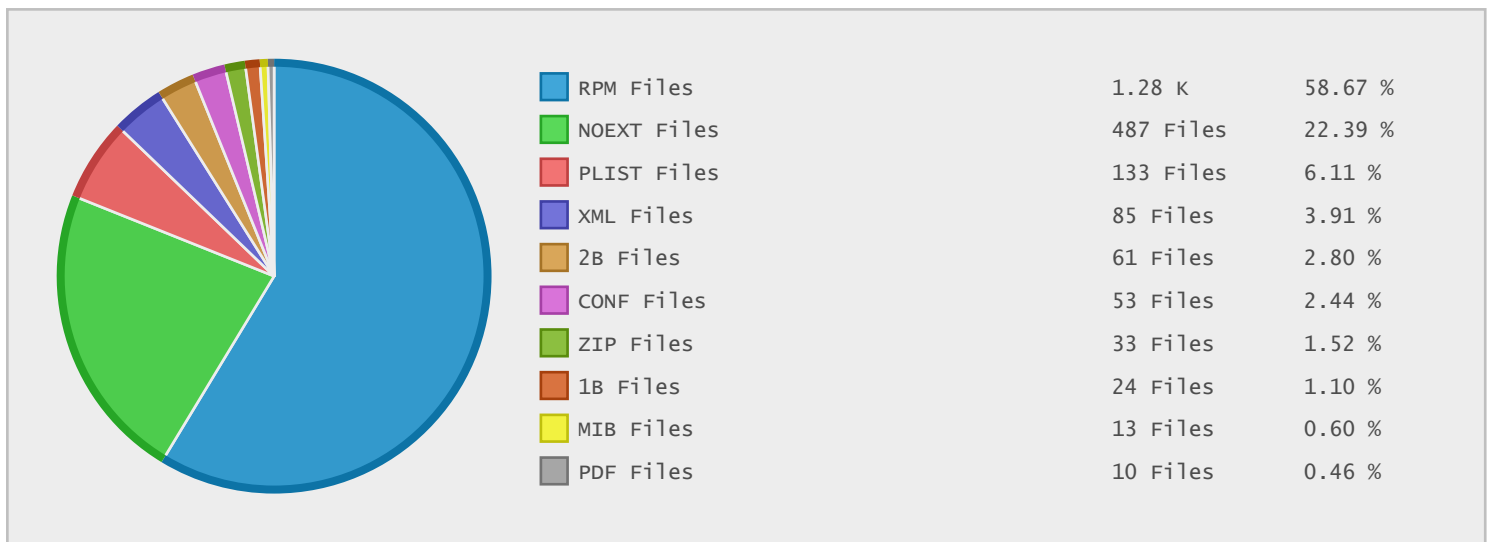 RPM Files 1.28 K 58.67 %
NOEXT Files 487 Files 22.39 %
PLIST Files 133 Files 6.11 %
XML Files 85 Files 3.91 %
2B Files 61 Files 2.80 %
CONF Files 53 Files 2.44 %
ZIP Files 33 Files 1.52 %
1B Files 24 Files 1.10 %
MIB Files 13 Files 0.60 %
PDF Files 10 Files 0.46 %